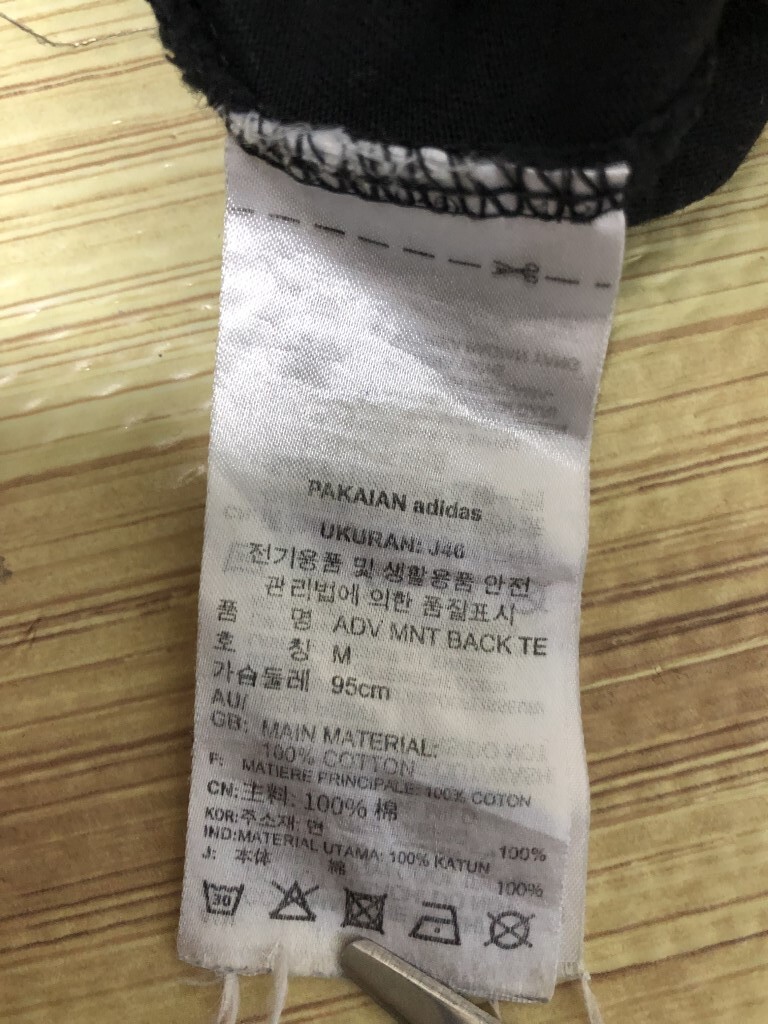 PAKAIAN adidas
UKURAN: J46
전기용품 및 생활용품 안전
관리법에 의한 품질표시
품 명 ADV MNT BACK TE
호 칭 M
가슴둘레 95cm
AU/
GB: MAIN MATERIAL:
100% COTTON
F: MATIERE PRINCIPALE: 100% COTON
CN: 主料: 100% 棉
KOR: 주소재: 면 100%
IND: MATERIAL UTAMA: 100% KATUN
J: 本体 綿 100%
30